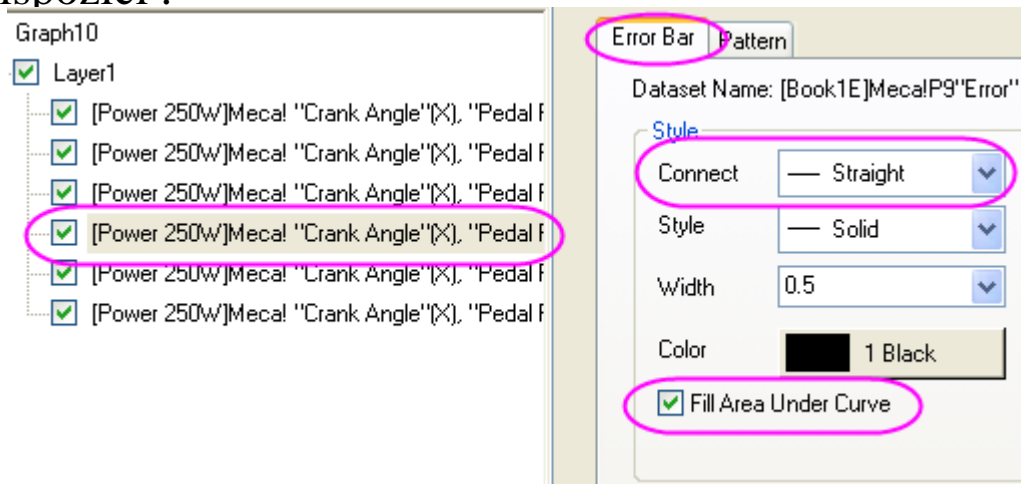 Graph10
Layer1
[Power 250W]Meca! "Crank Angle"(X), "Pedal F
[Power 250W]Meca! "Crank Angle"(X), "Pedal F
[Power 250W]Meca! "Crank Angle"(X), "Pedal F
[Power 250W]Meca! "Crank Angle"(X), "Pedal F
[Power 250W]Meca! "Crank Angle"(X), "Pedal F
[Power 250W]Meca! "Crank Angle"(X), "Pedal F
Error Bar Pattern
Dataset Name: [Book1E]Meca!P9"Error"
Style
Connect — Straight
Style — Solid
Width 0.5
Color 1 Black
Fill Area Under Curve